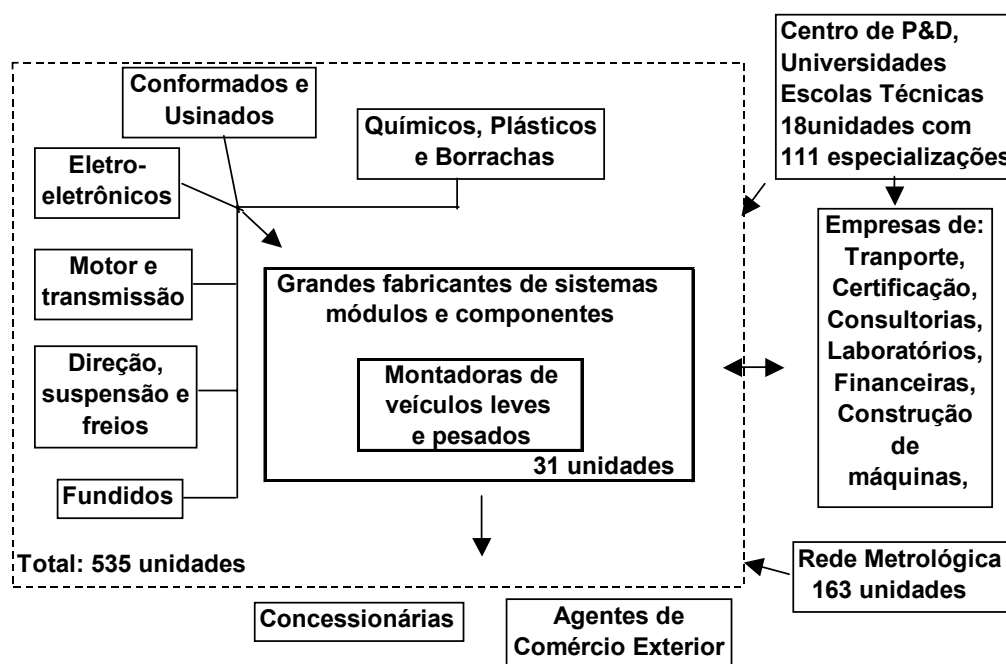 Conformados e
Usinados
Químicos, Plásticos
e Borrachas
Centro de P&D,
Universidades
Escolas Técnicas
18unidades com
111 especializações
Eletro-
eletrônicos
Motor e
transmissão
Direção,
suspensão e
freios
Fundidos
Grandes fabricantes de sistemas
módulos e componentes
Montadoras de
veículos leves
e pesados
31 unidades
Empresas de:
Tranporte,
Certificação,
Consultorias,
Laboratórios,
Financeiras,
Construção
de
máquinas,
Total: 535 unidades
Rede Metrológica
163 unidades
Concessionárias
Agentes de
Comércio Exterior